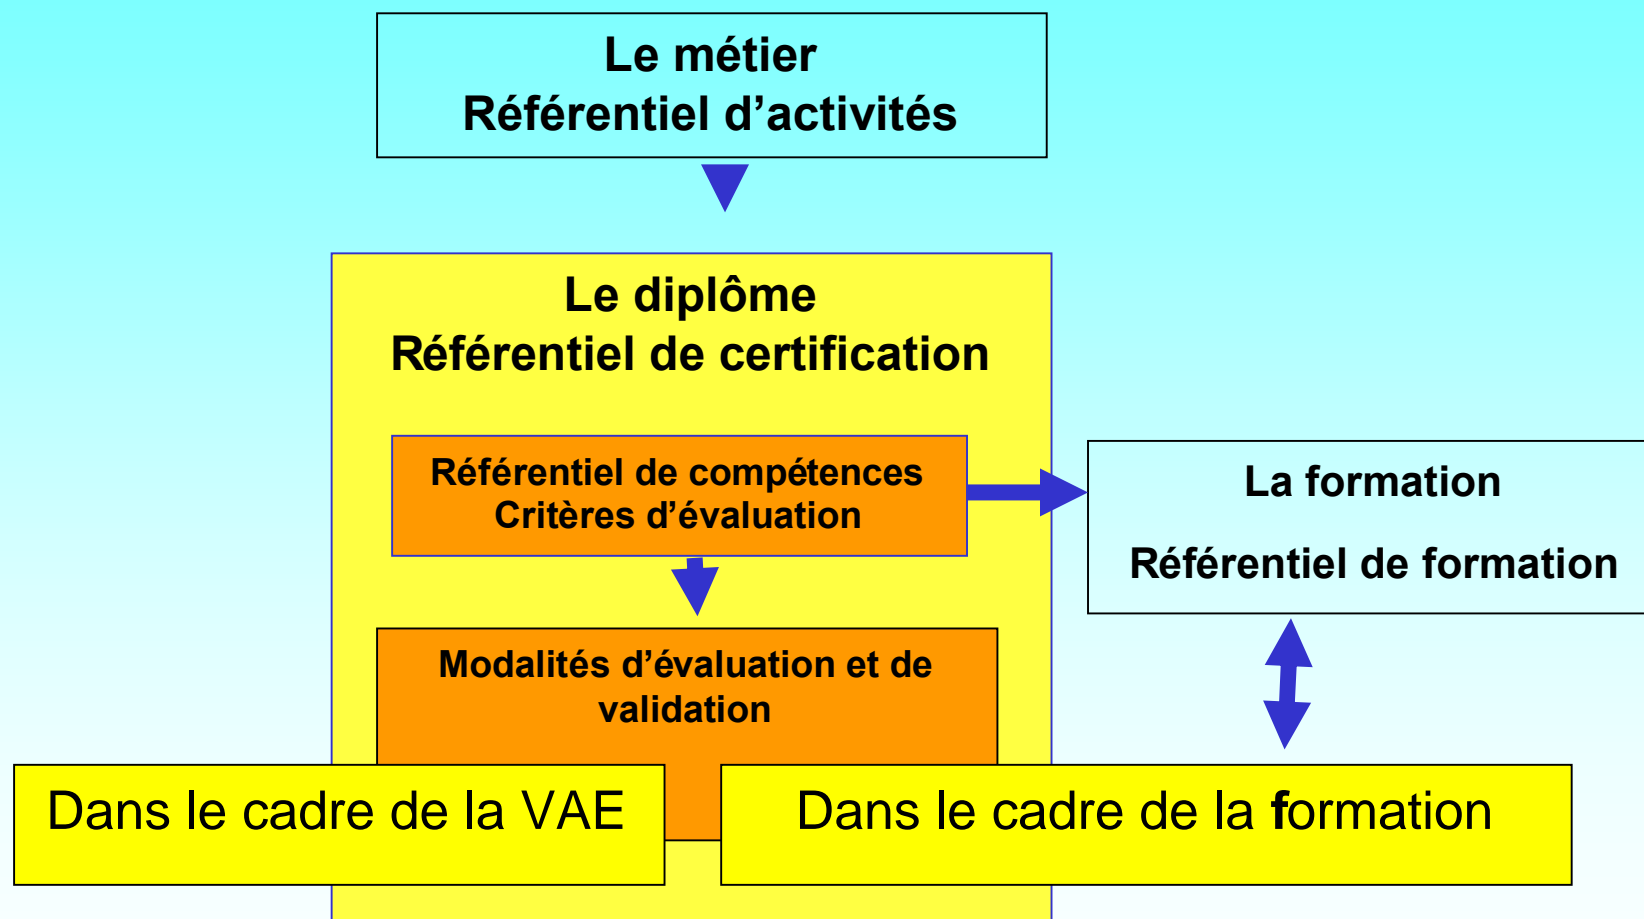 Le métier
Référentiel d’activités
Le diplôme
Référentiel de certification
Référentiel de compétences
Critères d’évaluation
La formation
Référentiel de formation
Modalités d’évaluation et de
validation
Dans le cadre de la VAE
Dans le cadre de la formation